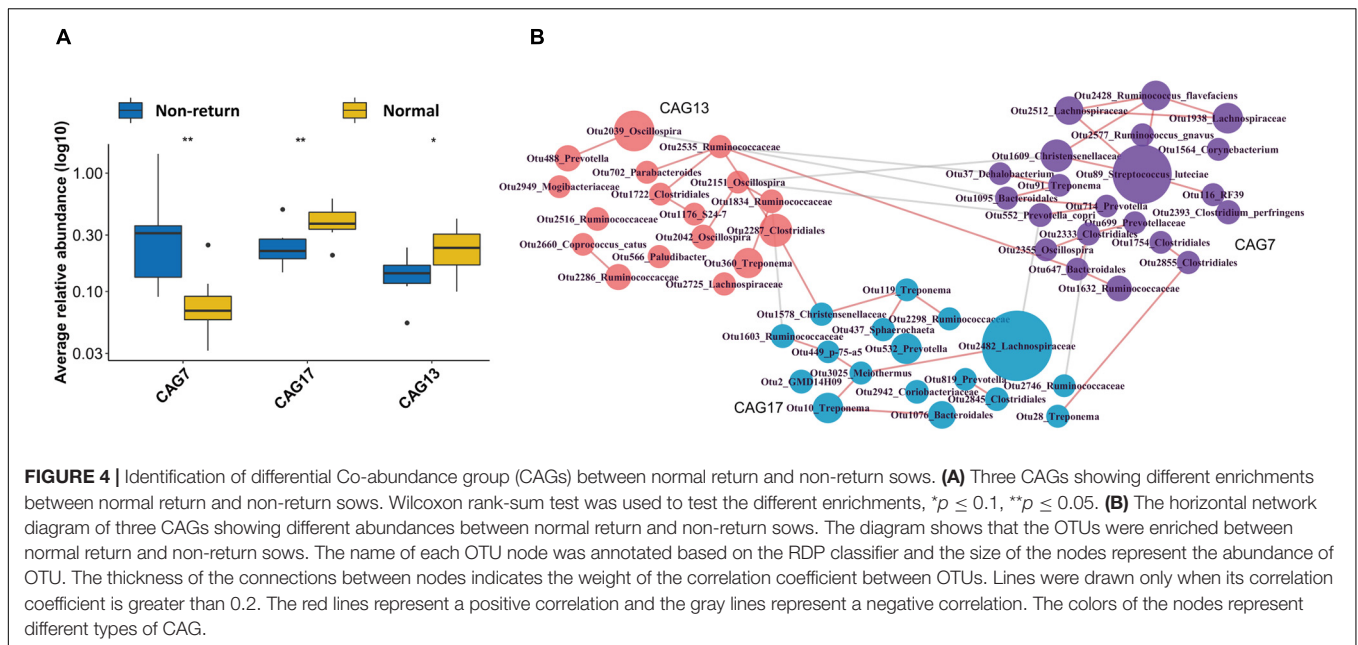 A
B
Non-return
Normal
**
**
*
Average relative abundance (log10)
1.00
0.30
0.10
0.03
CAG7
CAG17
CAG13
CAG13
Otu2039_Oscillospira
Otu2535_Ruminococcaceae
Otu488_Prevotella
Otu702_Parabacteroides
Otu2949_Mogibacteriaceae
Otu2151_Oscillospira
Otu1722_Clostridiales
Otu1834_Ruminococcaceae
Otu1176_S24-7
Otu2516_Ruminococcaceae
Otu2287_Clostridiales
Otu2042_Oscillospira
Otu2660_Coprococcus_catus
Otu566_Paludibacter
Otu360_Treponema
Otu2286_Ruminococcaceae
Otu2725_Lachnospiraceae
Otu2428_Ruminococcus_flavefaciens
Otu2512_Lachnospiraceae
Otu1938_Lachnospiraceae
Otu2577_Ruminococcus_gnavus
Otu1564_Corynebacterium
Otu1609_Christensenellaceae
Otu37_Dehalobacterium
Otu89_Streptococcus_luteciae
Otu91_Treponema
Otu1095_Bacteroidales
Otu116_RF39
Otu714_Prevotella
Otu552_Prevotella_copri
Otu2393_Clostridium_perfringens
Otu699_Prevotellaceae
Otu2333_Clostridiales
Otu1754_Clostridiales
CAG7
Otu2355_Oscillospira
Otu2855_Clostridiales
Otu647_Bacteroidales
Otu1632_Ruminococcaceae
Otu119_Treponema
Otu1578_Christensenellaceae
Otu2298_Ruminococcaceae
Otu437_Sphaerochaeta
Otu1603_Ruminococcaceae
Otu532_Prevotella
Otu2482_Lachnospiraceae
Otu449_p-75-a5
Otu3025_Meiothermus
Otu2_GMD14H09
Otu819_Prevotella
Otu2746_Ruminococcaceae
Otu2942_Coriobacteriaceae
Otu2845_Clostridiales
CAG17
Otu10_Treponema
Otu1076_Bacteroidales
Otu28_Treponema
FIGURE 4 | Identification of differential Co-abundance group (CAGs) between normal return and non-return sows. (A) Three CAGs showing different enrichments
between normal return and non-return sows. Wilcoxon rank-sum test was used to test the different enrichments, *p ≤ 0.1, **p ≤ 0.05. (B) The horizontal network
diagram of three CAGs showing different abundances between normal return and non-return sows. The diagram shows that the OTUs were enriched between
normal return and non-return sows. The name of each OTU node was annotated based on the RDP classifier and the size of the nodes represent the abundance of
OTU. The thickness of the connections between nodes indicates the weight of the correlation coefficient between OTUs. Lines were drawn only when its correlation
coefficient is greater than 0.2. The red lines represent a positive correlation and the gray lines represent a negative correlation. The colors of the nodes represent
different types of CAG.